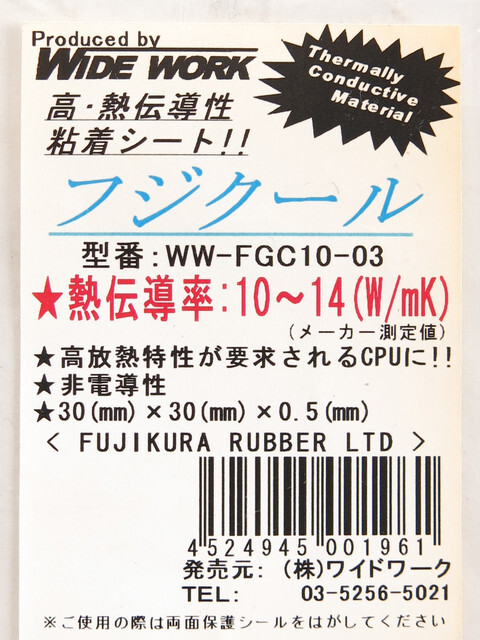 Produced by
WIDE WORK
Thermally
Conductive
Material
高・熱伝導性
粘着シート!!
フジクール
型番:WW-FGC10-03
★熱伝導率:10～14(W/mK)
(メーカー測定値)
★高放熱特性が要求されるCPUに!!
★非電導性
★30(mm)×30(mm)×0.5(mm)
< FUJIKURA RUBBER LTD >
4524945 001961
発売元: (株)ワイドワーク
TEL: 03-5256-5021
※ご使用の際は両面保護シールをはがしてください